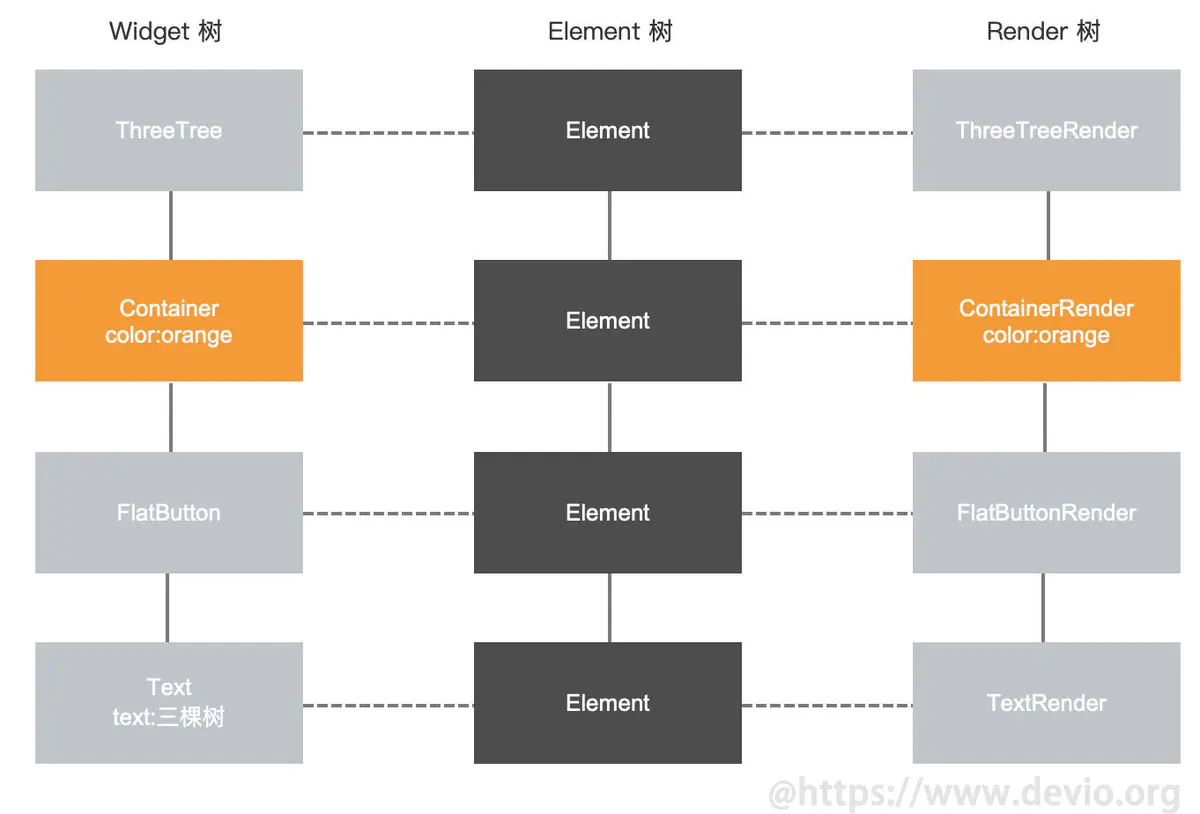 Widget 树
Element 树
Render 树
ThreeTree
Element
ThreeTreeRender
Container
color:orange
Element
ContainerRender
color:orange
FlatButton
Element
FlatButtonRender
Text
text:三棵树
Element
TextRender
@https://www.devio.org